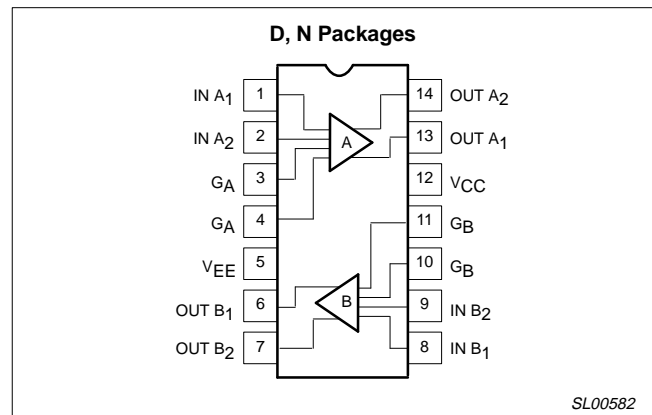 D, N Packages
IN A1 1 14 OUT A2
IN A2 2 13 OUT A1
A
GA 3 12 VCC
GA 4 11 GB
VEE 5 10 GB
OUT B1 6 9 IN B2
B
OUT B2 7 8 IN B1
SL00582